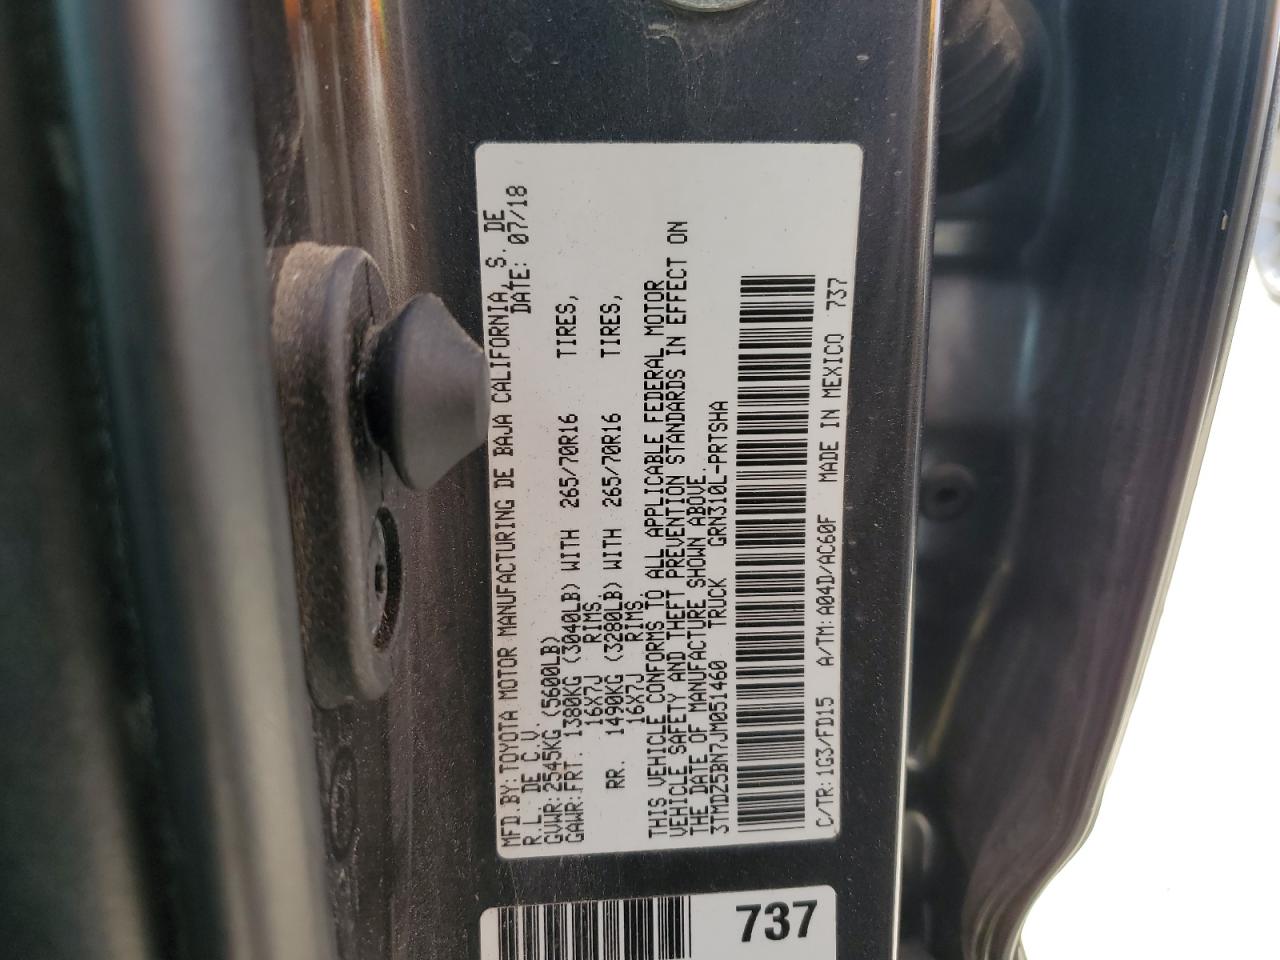 MFD.BY:TOYOTA MOTOR MANUFACTURING DE BAJA CALIFORNIA, S. DE
R.L. DE C.V. DATE: 07/18
GVWR:2545KG (5600LB)
GAWR:FRT. 1380KG (3040LB) WITH 265/70R16 TIRES,
16X7J RIMS,
RR. 1490KG (3280LB) WITH 265/70R16 TIRES,
16X7J RIMS.
THIS VEHICLE CONFORMS TO ALL APPLICABLE FEDERAL MOTOR
VEHICLE SAFETY AND THEFT PREVENTION STANDARDS IN EFFECT ON
THE DATE OF MANUFACTURE SHOWN ABOVE.
3TMDZ5BN7JM051460 TRUCK GRN310L-PRTSHA
C/TR:1G3/FD15 A/TM:A04D/AC60F MADE IN MEXICO 737
737